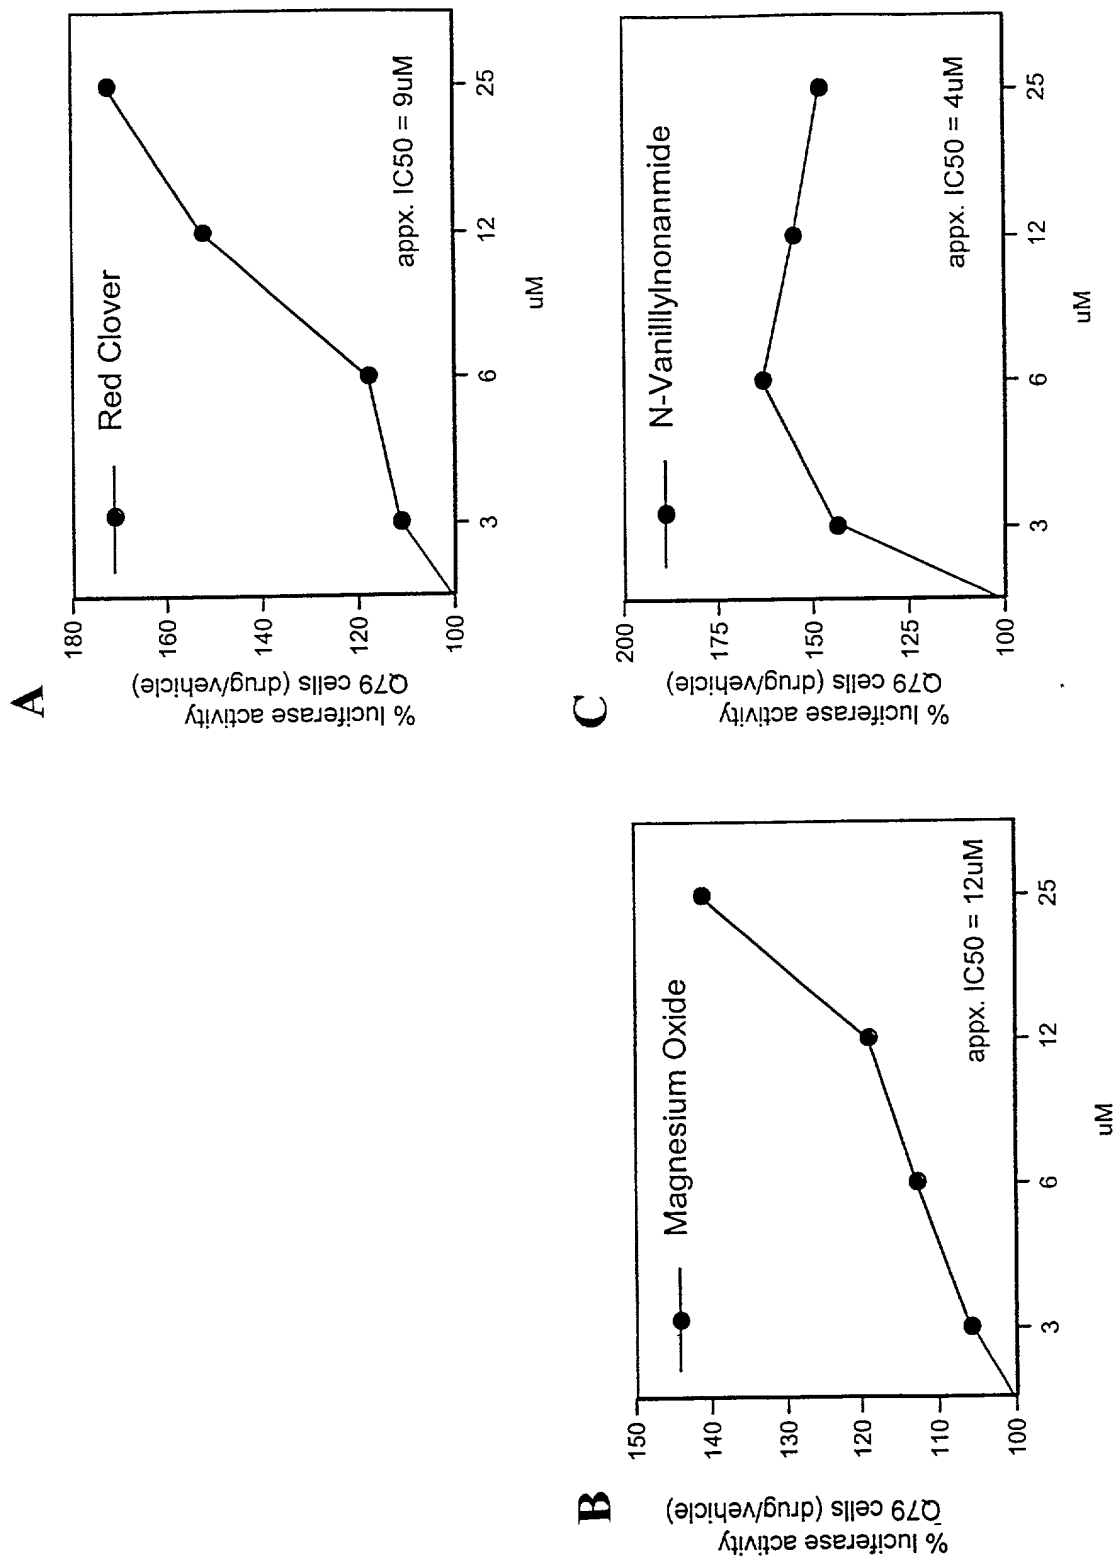 A
% luciferase activity
Q79 cells (drug/vehicle)
180
160
140
120
100
Red Clover
appx. IC50 = 9uM
3
6
12
25
uM
B
% luciferase activity
Q79 cells (drug/vehicle)
150
140
130
120
110
100
Magnesium Oxide
appx. IC50 = 12uM
3
6
12
25
uM
C
% luciferase activity
Q79 cells (drug/vehicle)
200
175
150
125
100
N-Vanilllylnonanmide
appx. IC50 = 4uM
3
6
12
25
uM